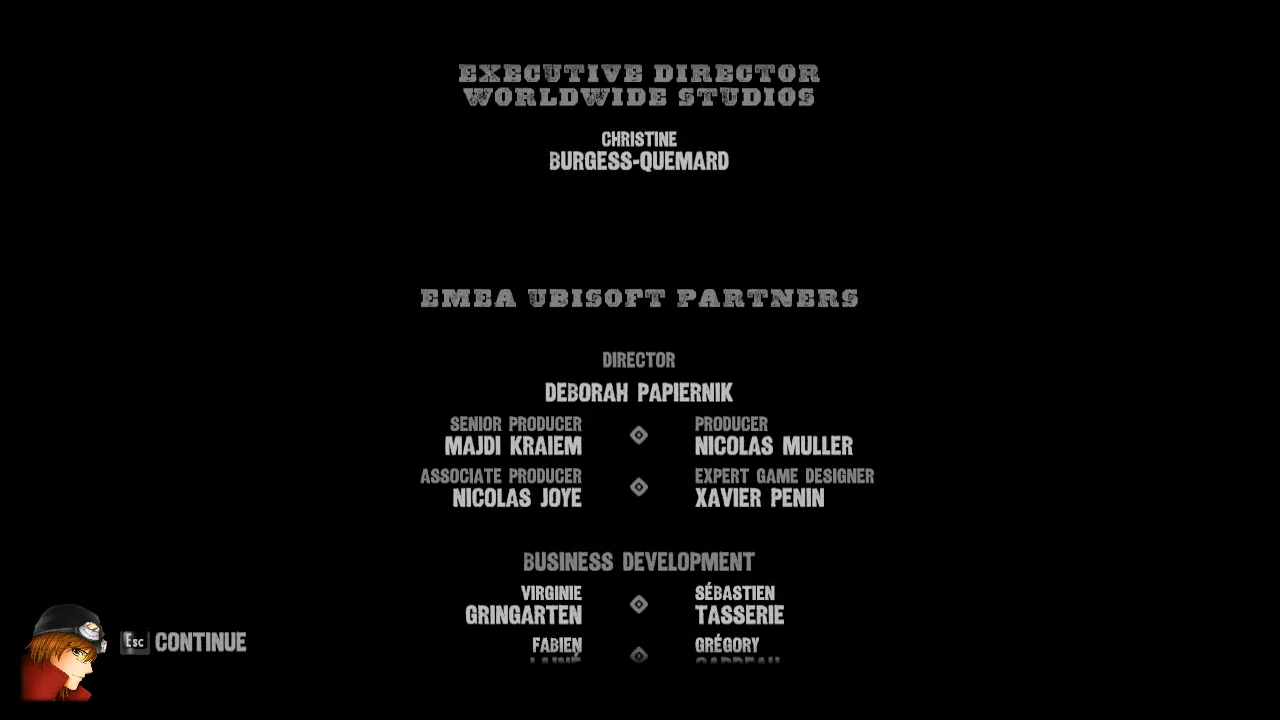 EXECUTIVE DIRECTOR
WORLDWIDE STUDIOS
CHRISTINE
BURGESS-QUEMARD
EMEA UBISOFT PARTNERS
DIRECTOR
DEBORAH PAPIERNIK
SENIOR PRODUCER
MAJDI KRAIEM
PRODUCER
NICOLAS MULLER
ASSOCIATE PRODUCER
NICOLAS JOYE
EXPERT GAME DESIGNER
XAVIER PENIN
BUSINESS DEVELOPMENT
VIRGINIE
GRINGARTEN
SÉBASTIEN
TASSERIE
FABIEN
GRÉGORY
Esc CONTINUE